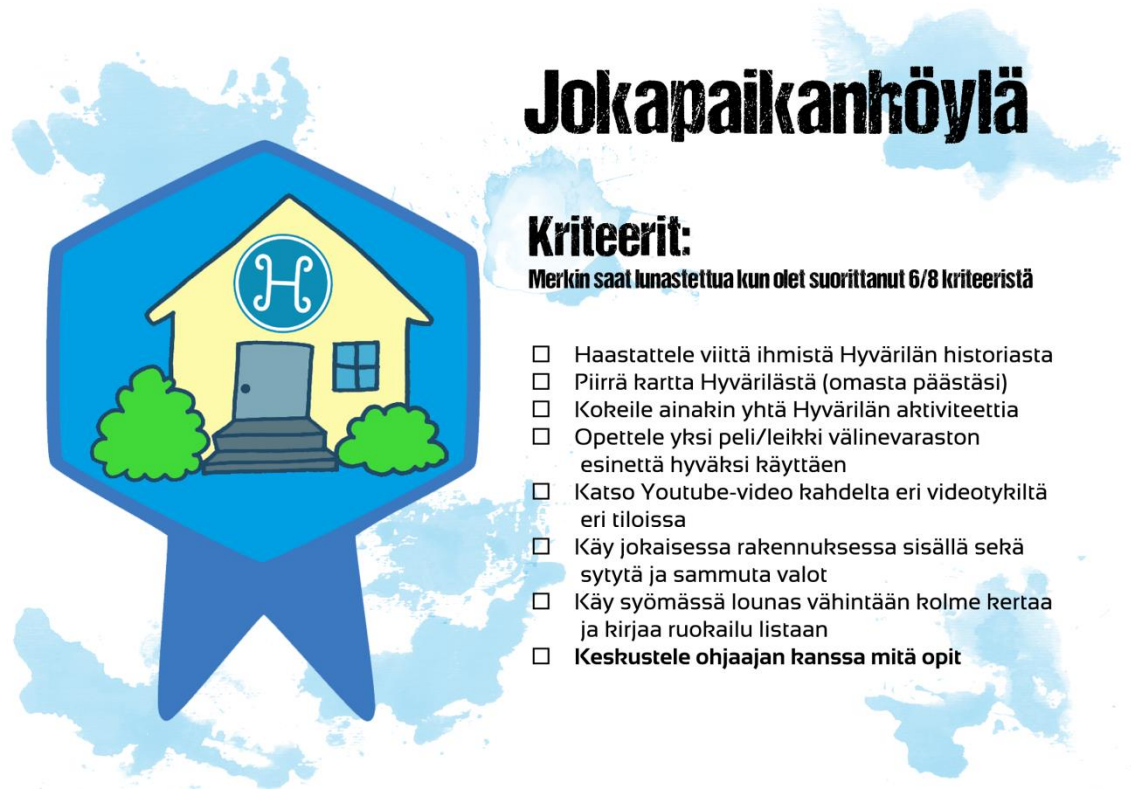 Jokapaikanhöylä
Kriteerit:
Merkin saat lunastettua kun olet suorittanut 6/8 kriteeristä
H
☐ Haastattele viittä ihmistä Hyvärilän historiasta
☐ Piirrä kartta Hyvärilästä (omasta päästäsi)
☐ Kokeile ainakin yhtä Hyvärilän aktiviteettia
☐ Opettele yksi peli/leikki välinevaraston
esinettä hyväksi käyttäen
☐ Katso Youtube-video kahdelta eri videotykiltä
eri tiloissa
☐ Käy jokaisessa rakennuksessa sisällä sekä
sytytä ja sammuta valot
☐ Käy syömässä lounas vähintään kolme kertaa
ja kirjaa ruokailu listaan
☐ Keskustele ohjaajan kanssa mitä opit